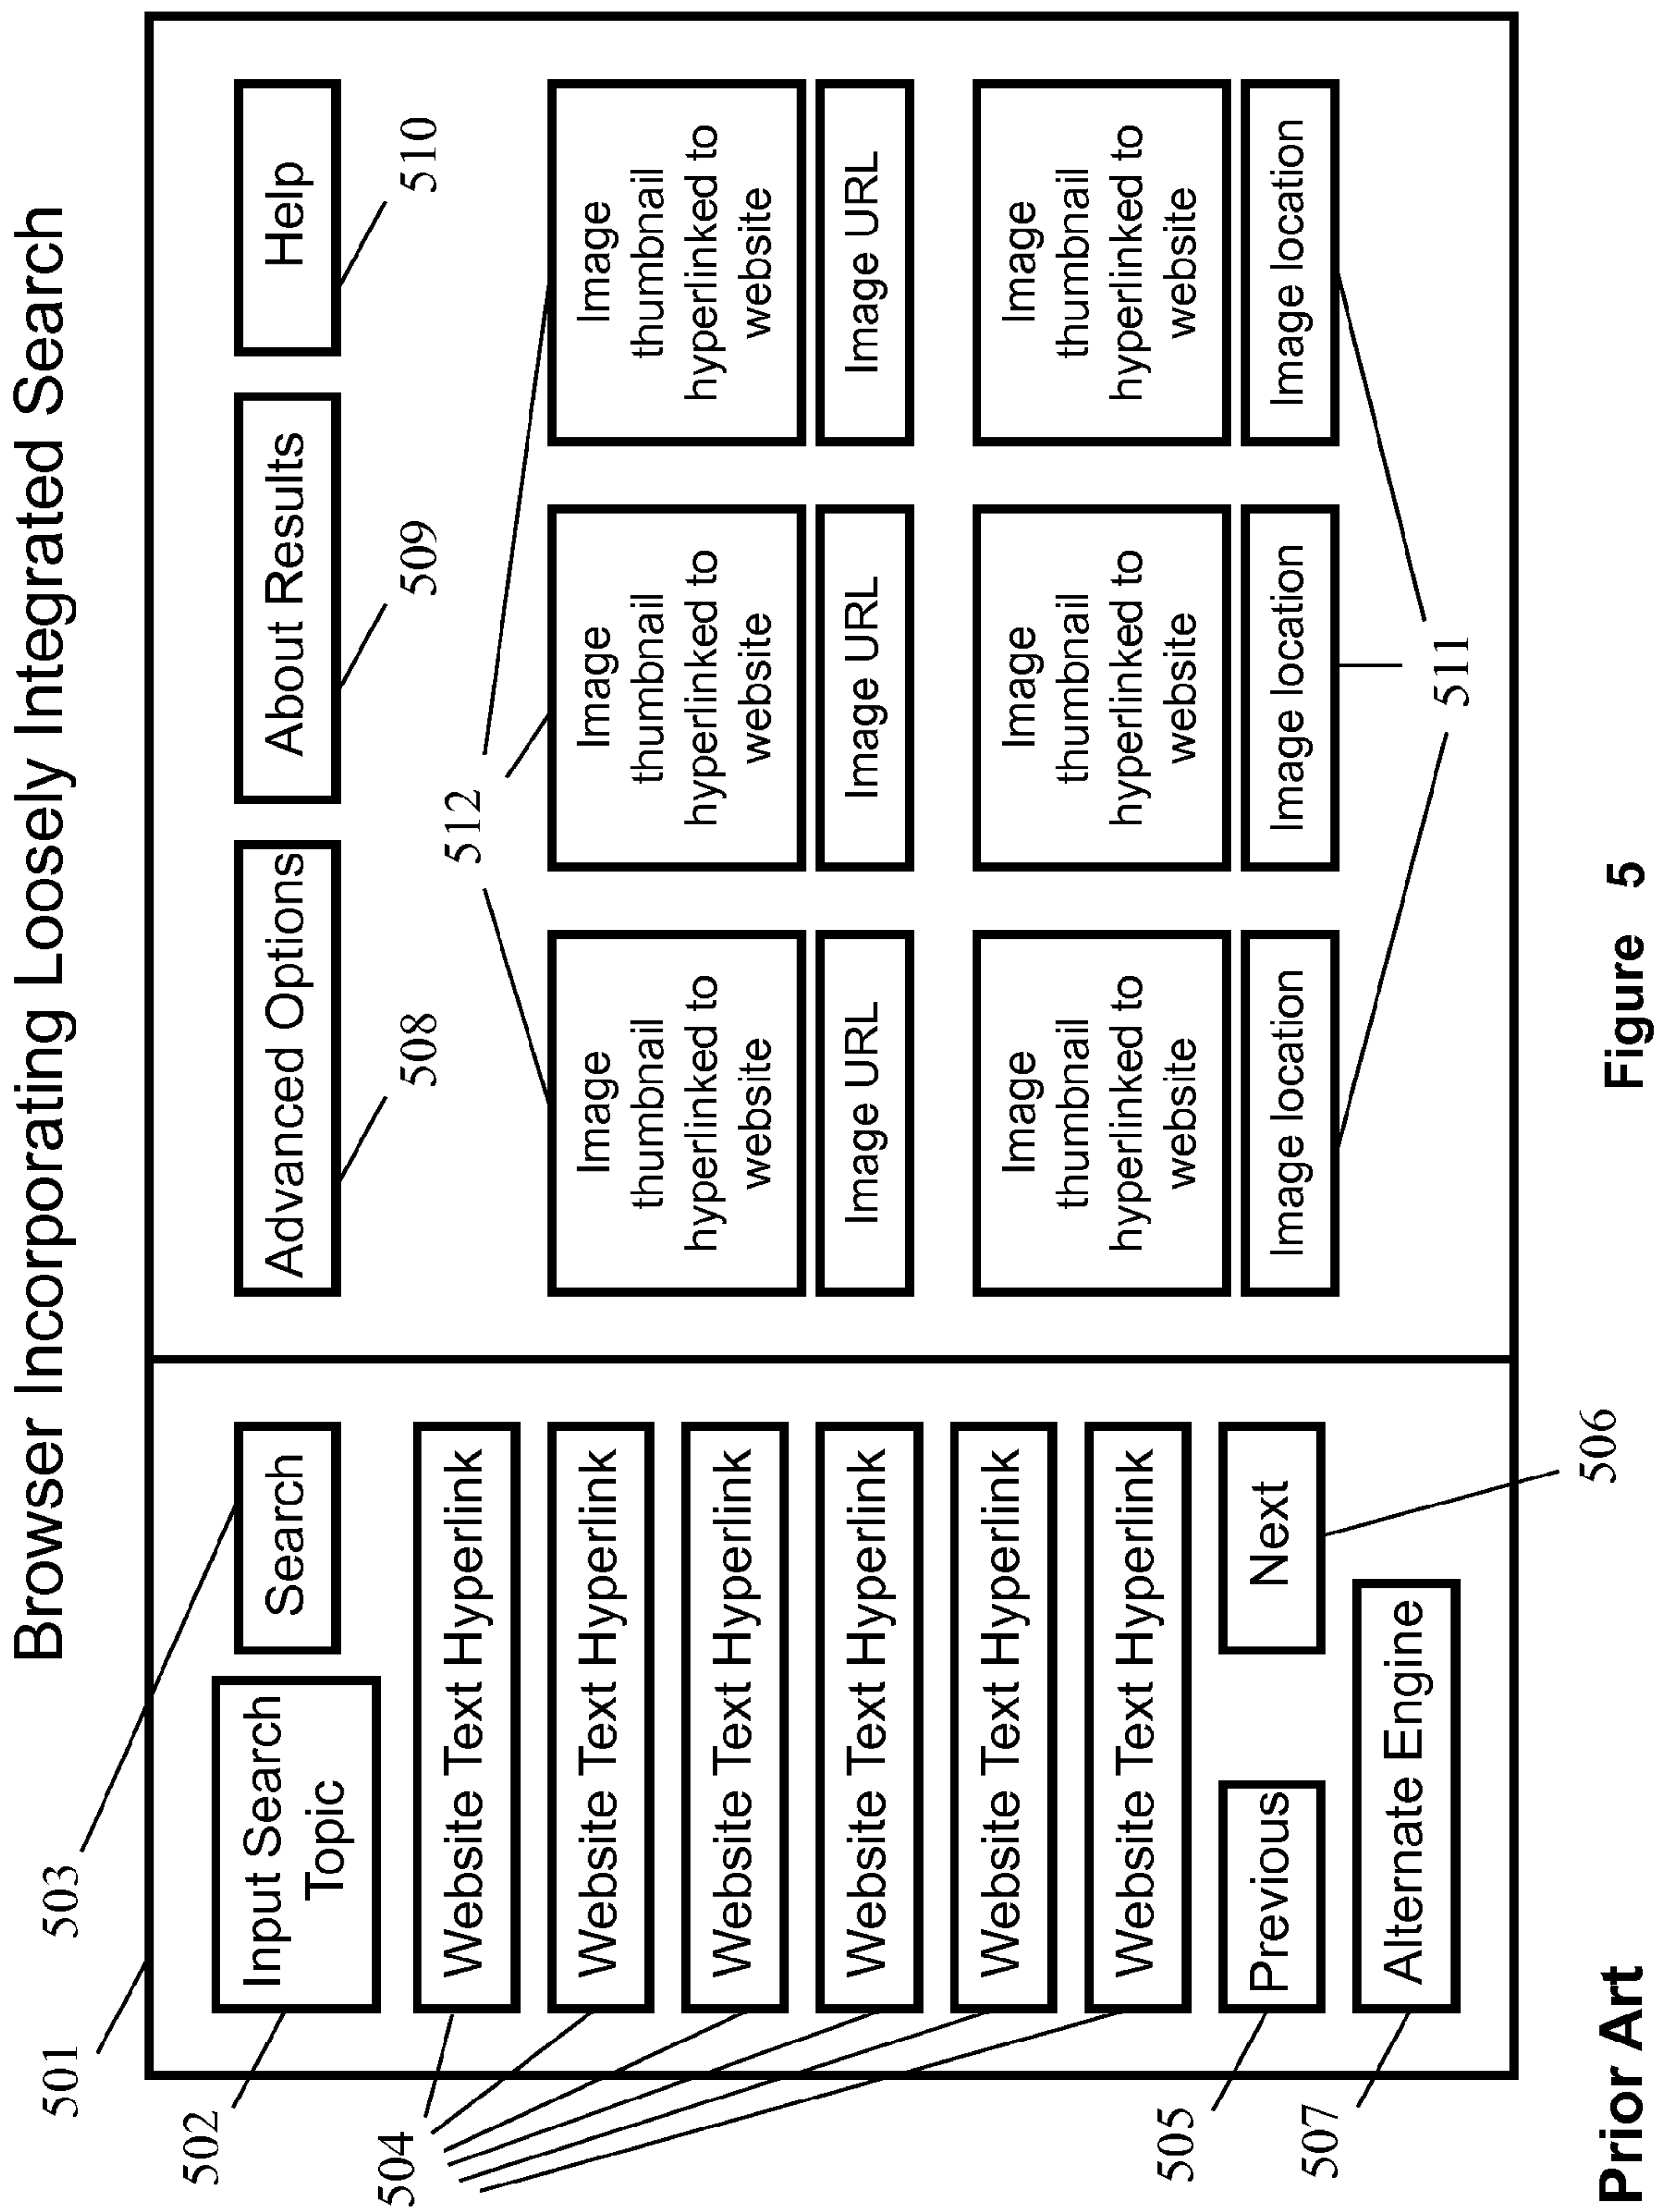 Browser Incorporating Loosely Integrated Search
501
503
502
Input Search
Topic
Search
504
Website Text Hyperlink
Website Text Hyperlink
Website Text Hyperlink
Website Text Hyperlink
Website Text Hyperlink
Website Text Hyperlink
505
Previous
Next
506
507
Alternate Engine
Advanced Options
About Results
Help
508
509
510
512
Image
thumbnail
hyperlinked to
website
Image URL
Image
thumbnail
hyperlinked to
website
Image URL
Image
thumbnail
hyperlinked to
website
Image URL
Image
thumbnail
hyperlinked to
website
Image location
Image
thumbnail
hyperlinked to
website
Image location
Image
thumbnail
hyperlinked to
website
Image location
511
Prior Art
Figure 5